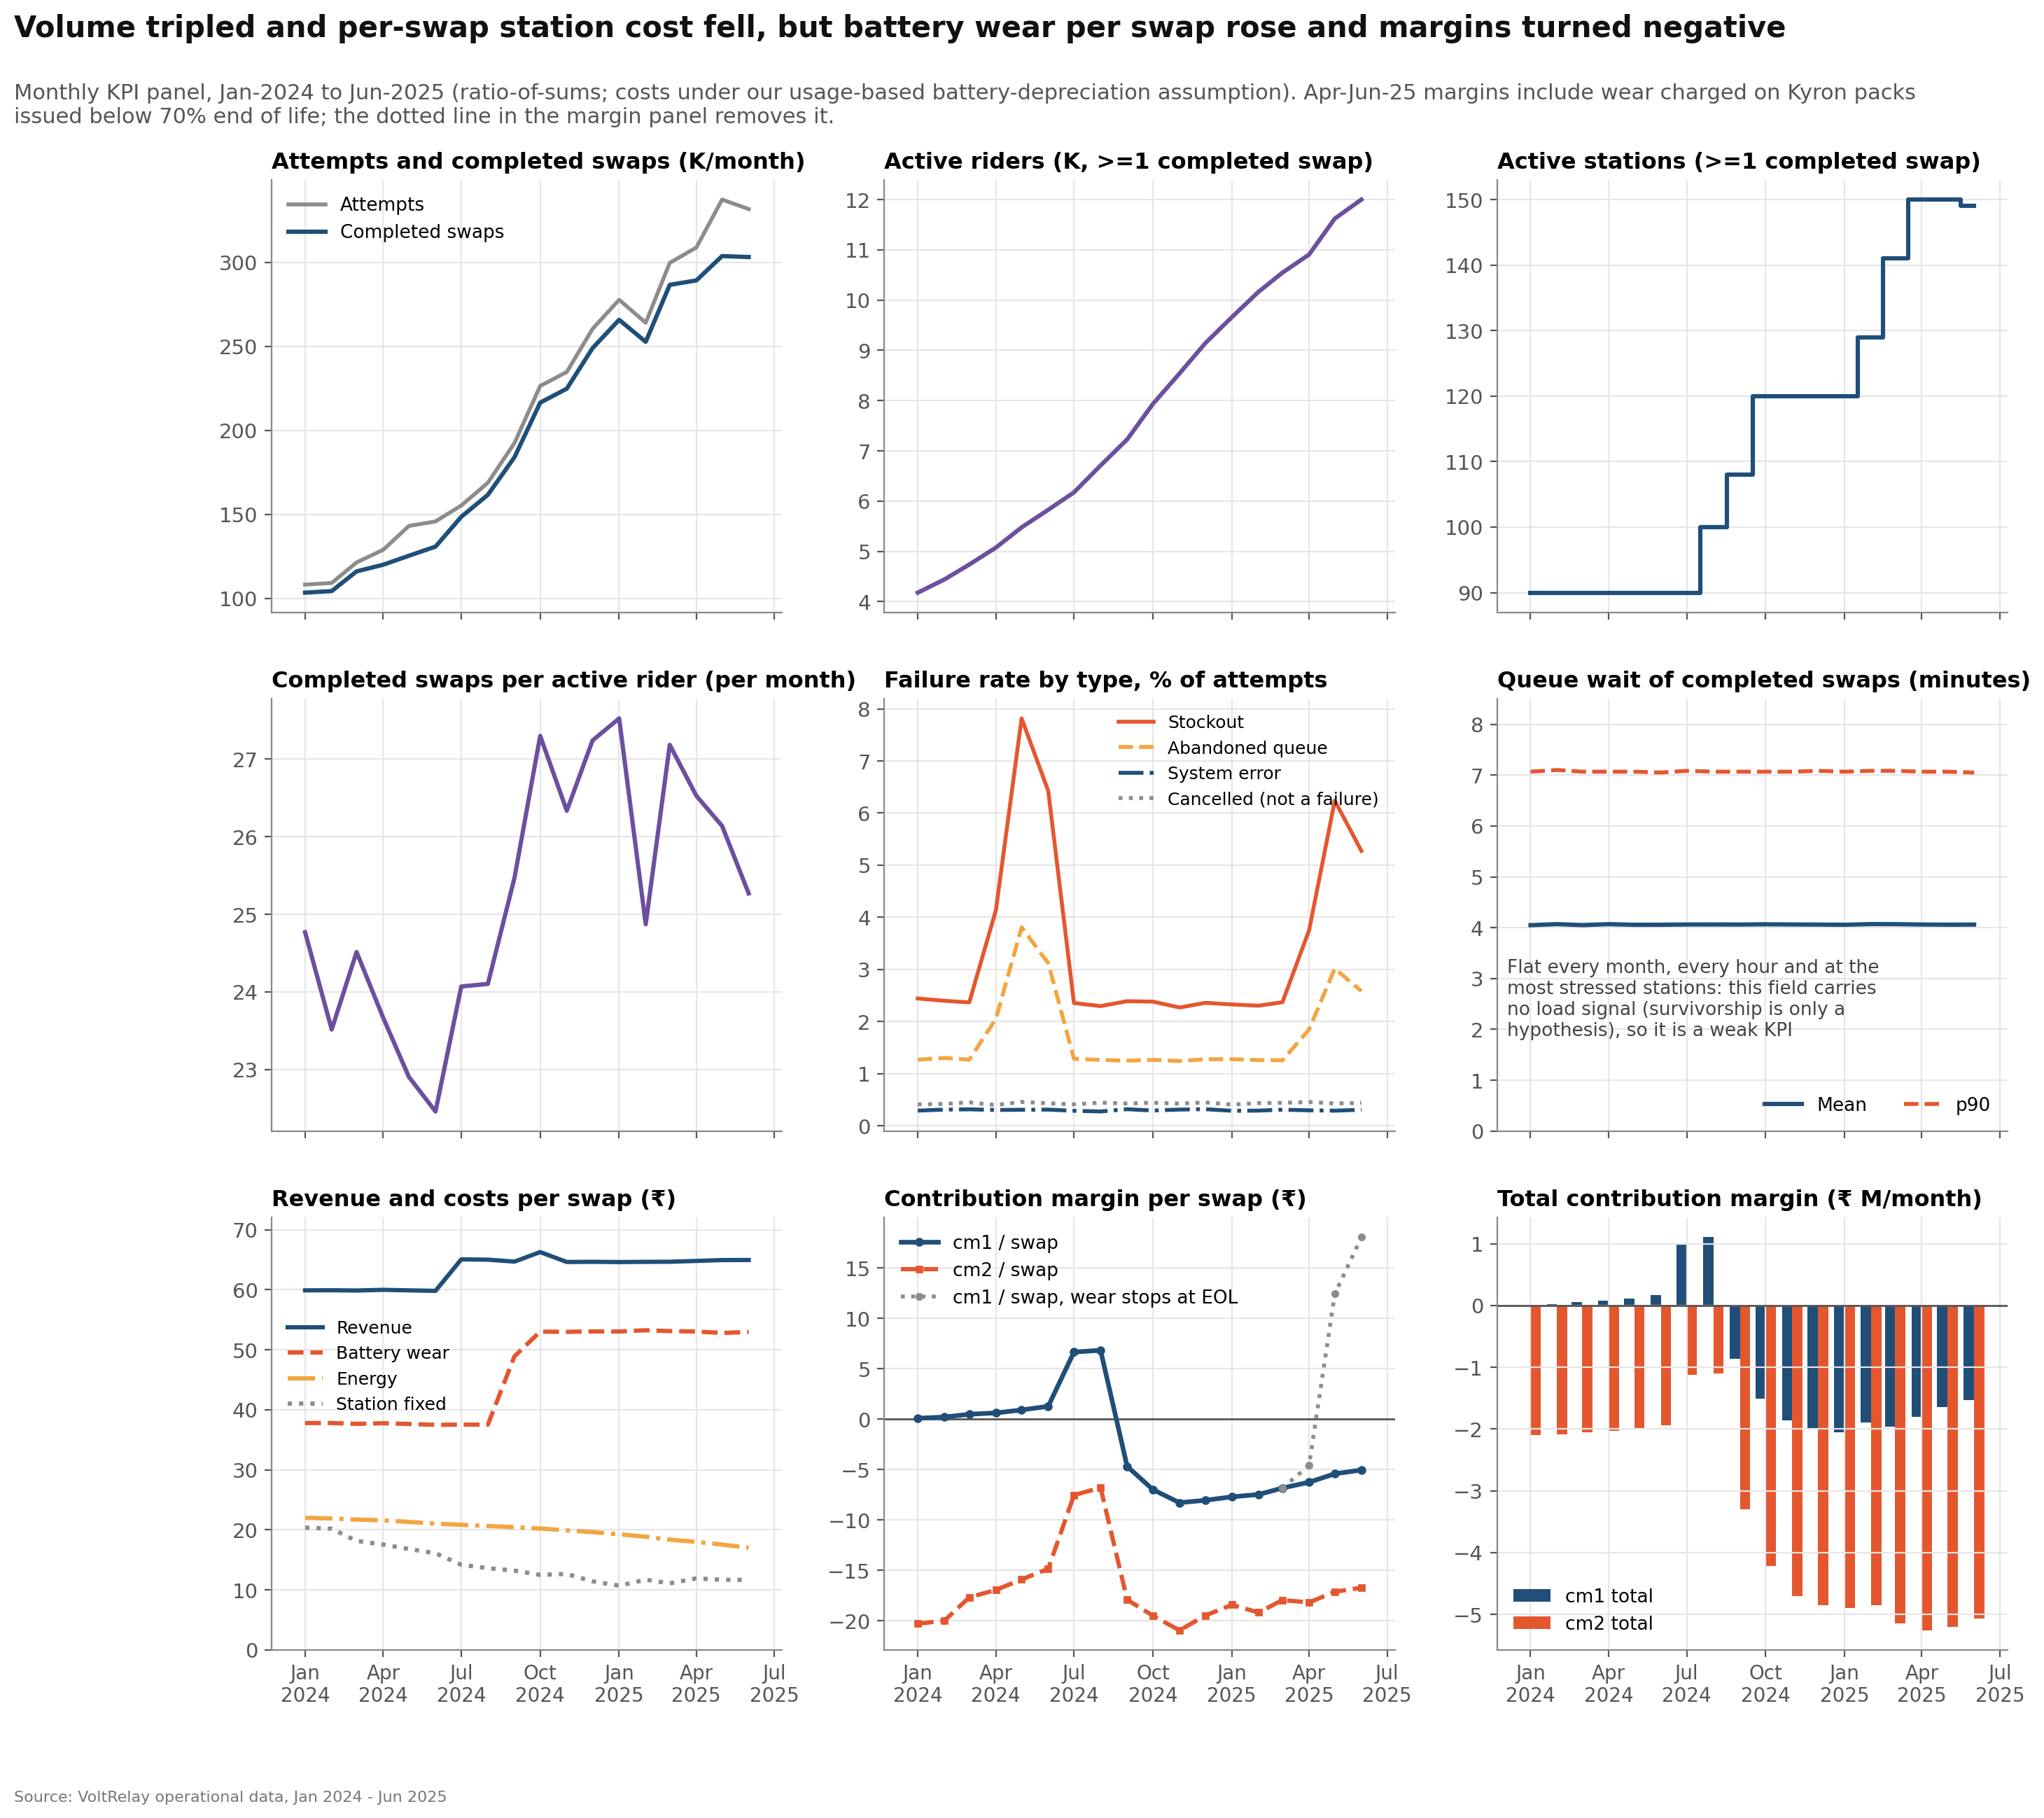 Volume tripled and per-swap station cost fell, but battery wear per swap rose and margins turned negative
Monthly KPI panel, Jan-2024 to Jun-2025 (ratio-of-sums; costs under our usage-based battery-depreciation assumption). Apr-Jun-25 margins include wear charged on Kyron packs
issued below 70% end of life; the dotted line in the margin panel removes it.
Attempts and completed swaps (K/month)
Attempts
Completed swaps
300
250
200
150
100
Active riders (K, >=1 completed swap)
12
11
10
9
8
7
6
5
4
Active stations (>=1 completed swap)
150
140
130
120
110
100
90
Completed swaps per active rider (per month)
27
26
25
24
23
Failure rate by type, % of attempts
Stockout
Abandoned queue
System error
Cancelled (not a failure)
8
7
6
5
4
3
2
1
0
Queue wait of completed swaps (minutes)
8
7
6
5
4
3
2
1
0
Flat every month, every hour and at the
most stressed stations: this field carries
no load signal (survivorship is only a
hypothesis), so it is a weak KPI
Mean
p90
Revenue and costs per swap (₹)
70
60
50
40
30
20
10
0
Revenue
Battery wear
Energy
Station fixed
Jan
2024
Apr
2024
Jul
2024
Oct
2024
Jan
2025
Apr
2025
Jul
2025
Contribution margin per swap (₹)
cm1 / swap
cm2 / swap
cm1 / swap, wear stops at EOL
15
10
5
0
−5
−10
−15
−20
Jan
2024
Apr
2024
Jul
2024
Oct
2024
Jan
2025
Apr
2025
Jul
2025
Total contribution margin (₹ M/month)
1
0
−1
−2
−3
−4
−5
cm1 total
cm2 total
Jan
2024
Apr
2024
Jul
2024
Oct
2024
Jan
2025
Apr
2025
Jul
2025
Source: VoltRelay operational data, Jan 2024 - Jun 2025